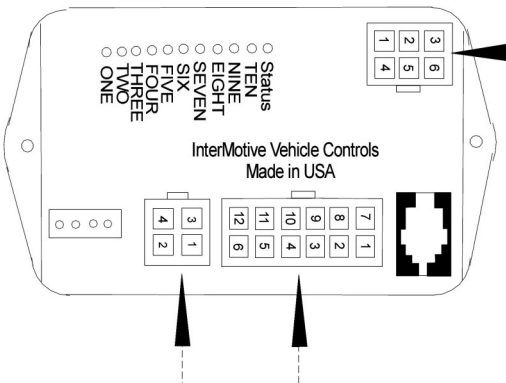 Status
TEN
NINE
EIGHT
SEVEN
SIX
FIVE
FOUR
THREE
TWO
ONE
1 2 3
4 5 6
InterMotive Vehicle Controls
Made in USA
4 3
2 1
12 11 10 9 8 7
6 5 4 3 2 1